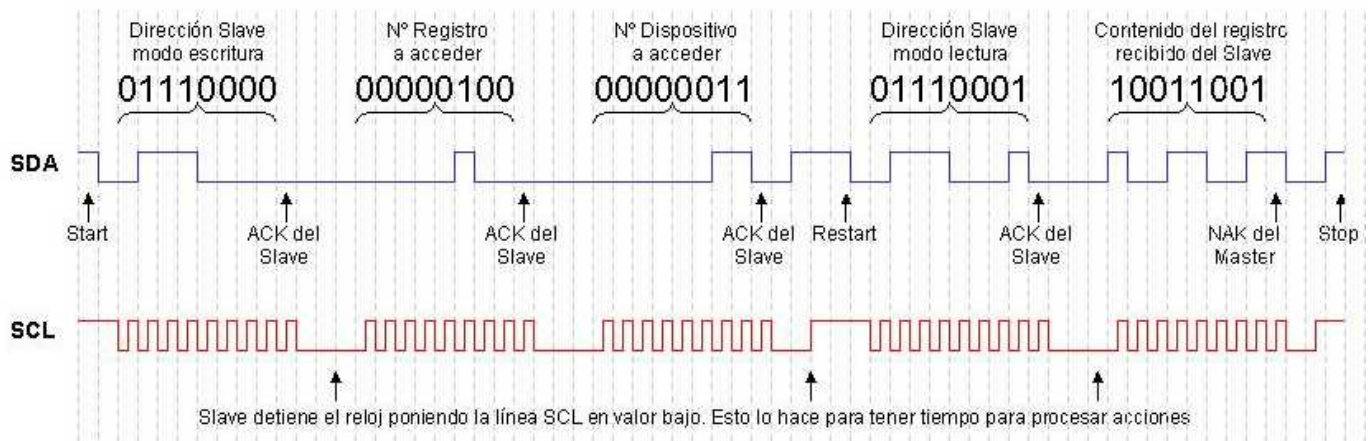 Dirección Slave
modo escritura
01110000
Nº Registro
a acceder
00000100
Nº Dispositivo
a acceder
00000011
Dirección Slave
modo lectura
01110001
Contenido del registro
recibido del Slave
10011001
SDA
Start
ACK del
Slave
ACK del
Slave
ACK del
Slave
Restart
ACK del
Slave
NAK del
Master
Stop
SCL
Slave detiene el reloj poniendo la línea SCL en valor bajo. Esto lo hace para tener tiempo para procesar acciones